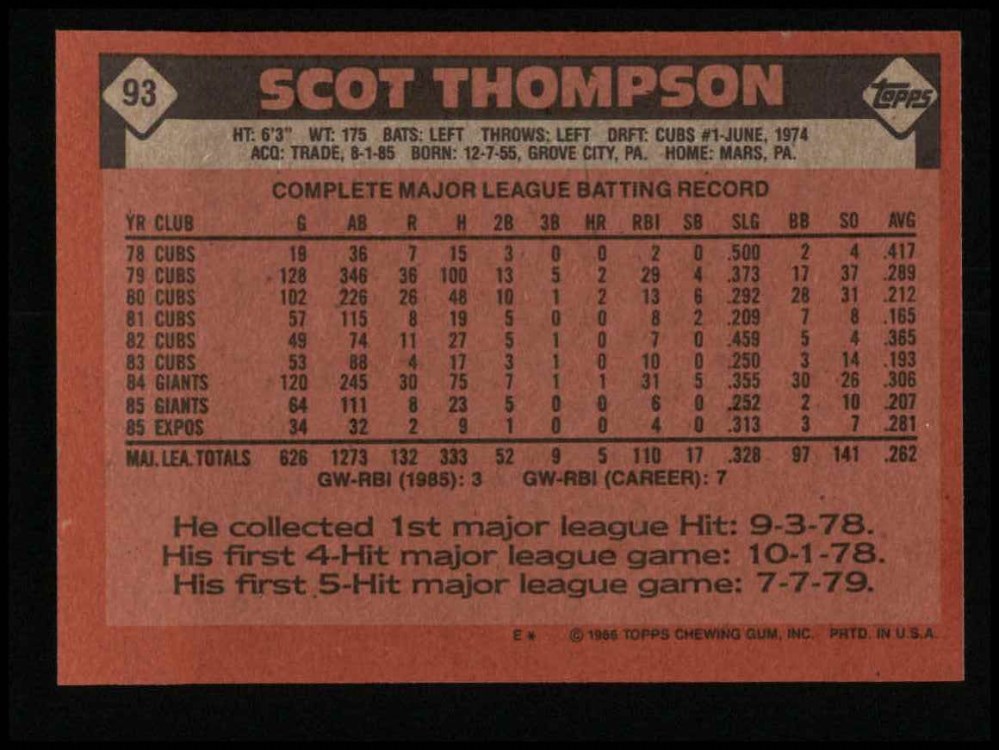 93 SCOT THOMPSON topps
HT: 6'3" WT: 175 BATS: LEFT THROWS: LEFT DRFT: CUBS #1-JUNE, 1974
ACQ: TRADE, 8-1-85 BORN: 12-7-55, GROVE CITY, PA. HOME: MARS, PA.
COMPLETE MAJOR LEAGUE BATTING RECORD
YR CLUB G AB R H 2B 3B HR RBI SB SLG BB SO AVG
78 CUBS 19 36 7 15 3 0 0 2 0 .500 2 4 .417
79 CUBS 128 346 36 100 13 5 2 29 4 .373 17 37 .289
80 CUBS 102 226 26 48 10 1 2 13 6 .292 28 31 .212
81 CUBS 57 115 8 19 5 0 0 8 2 .209 7 8 .165
82 CUBS 49 74 11 27 5 1 0 7 0 .459 5 4 .365
83 CUBS 53 88 4 17 3 1 0 10 0 .250 3 14 .193
84 GIANTS 120 245 30 75 7 1 1 31 5 .355 30 26 .306
85 GIANTS 64 111 8 23 5 0 0 6 0 .252 2 10 .207
85 EXPOS 34 32 2 9 1 0 0 4 0 .313 3 7 .281
MAJ. LEA. TOTALS 626 1273 132 333 52 9 5 110 17 .328 97 141 .262
GW-RBI (1985): 3 GW-RBI (CAREER): 7
He collected 1st major league Hit: 9-3-78.
His first 4-Hit major league game: 10-1-78.
His first 5-Hit major league game: 7-7-79.
E* © 1986 TOPPS CHEWING GUM, INC. PRTD. IN U.S.A.